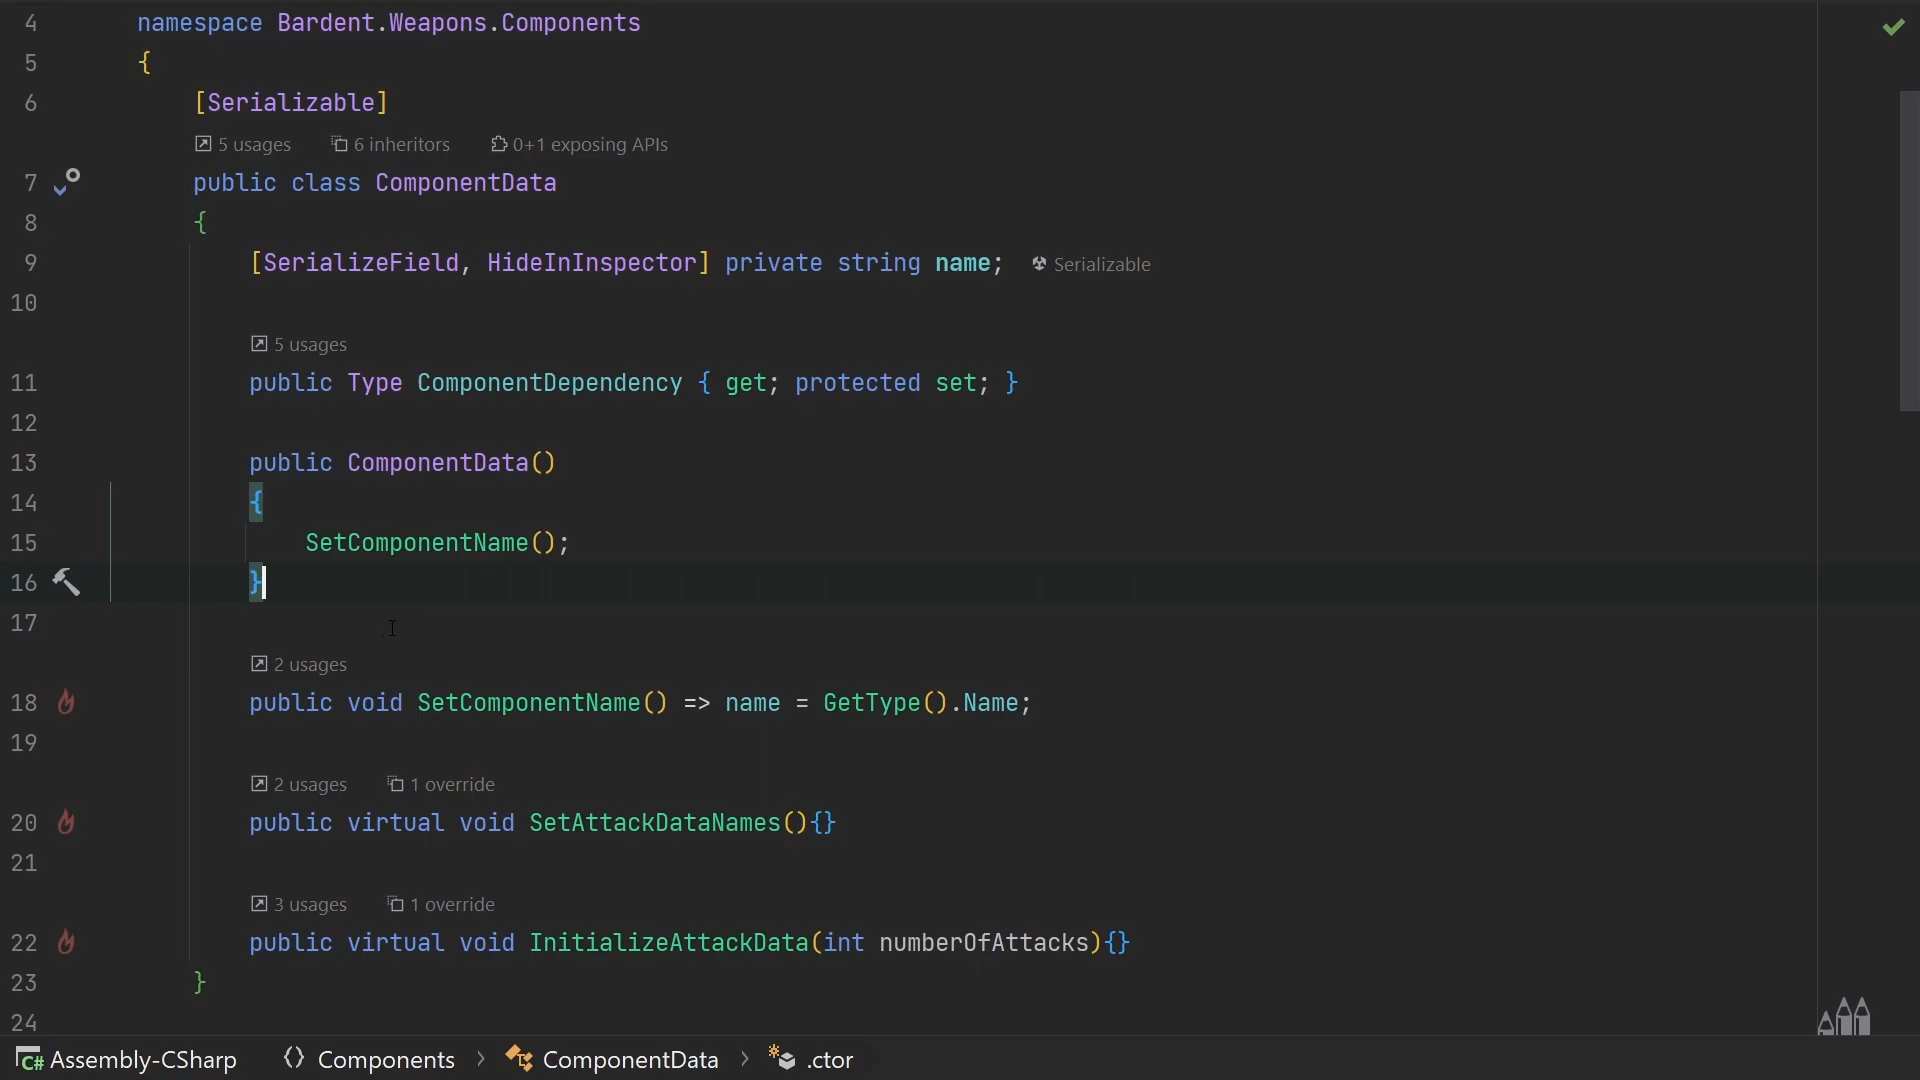 4 namespace Bardent.Weapons.Components
5 {
6 [Serializable]
5 usages 6 inheritors 0+1 exposing APIs
7 public class ComponentData
8 {
9 [SerializeField, HideInInspector] private string name; Serializable
10
5 usages
11 public Type ComponentDependency { get; protected set; }
12
13 public ComponentData()
14 {
15 SetComponentName();
16 }
17
2 usages
18 public void SetComponentName() => name = GetType().Name;
19
2 usages 1 override
20 public virtual void SetAttackDataNames(){}
21
3 usages 1 override
22 public virtual void InitializeAttackData(int numberOfAttacks){}
23 }
24
C# Assembly-CSharp {} Components > ComponentData > .ctor